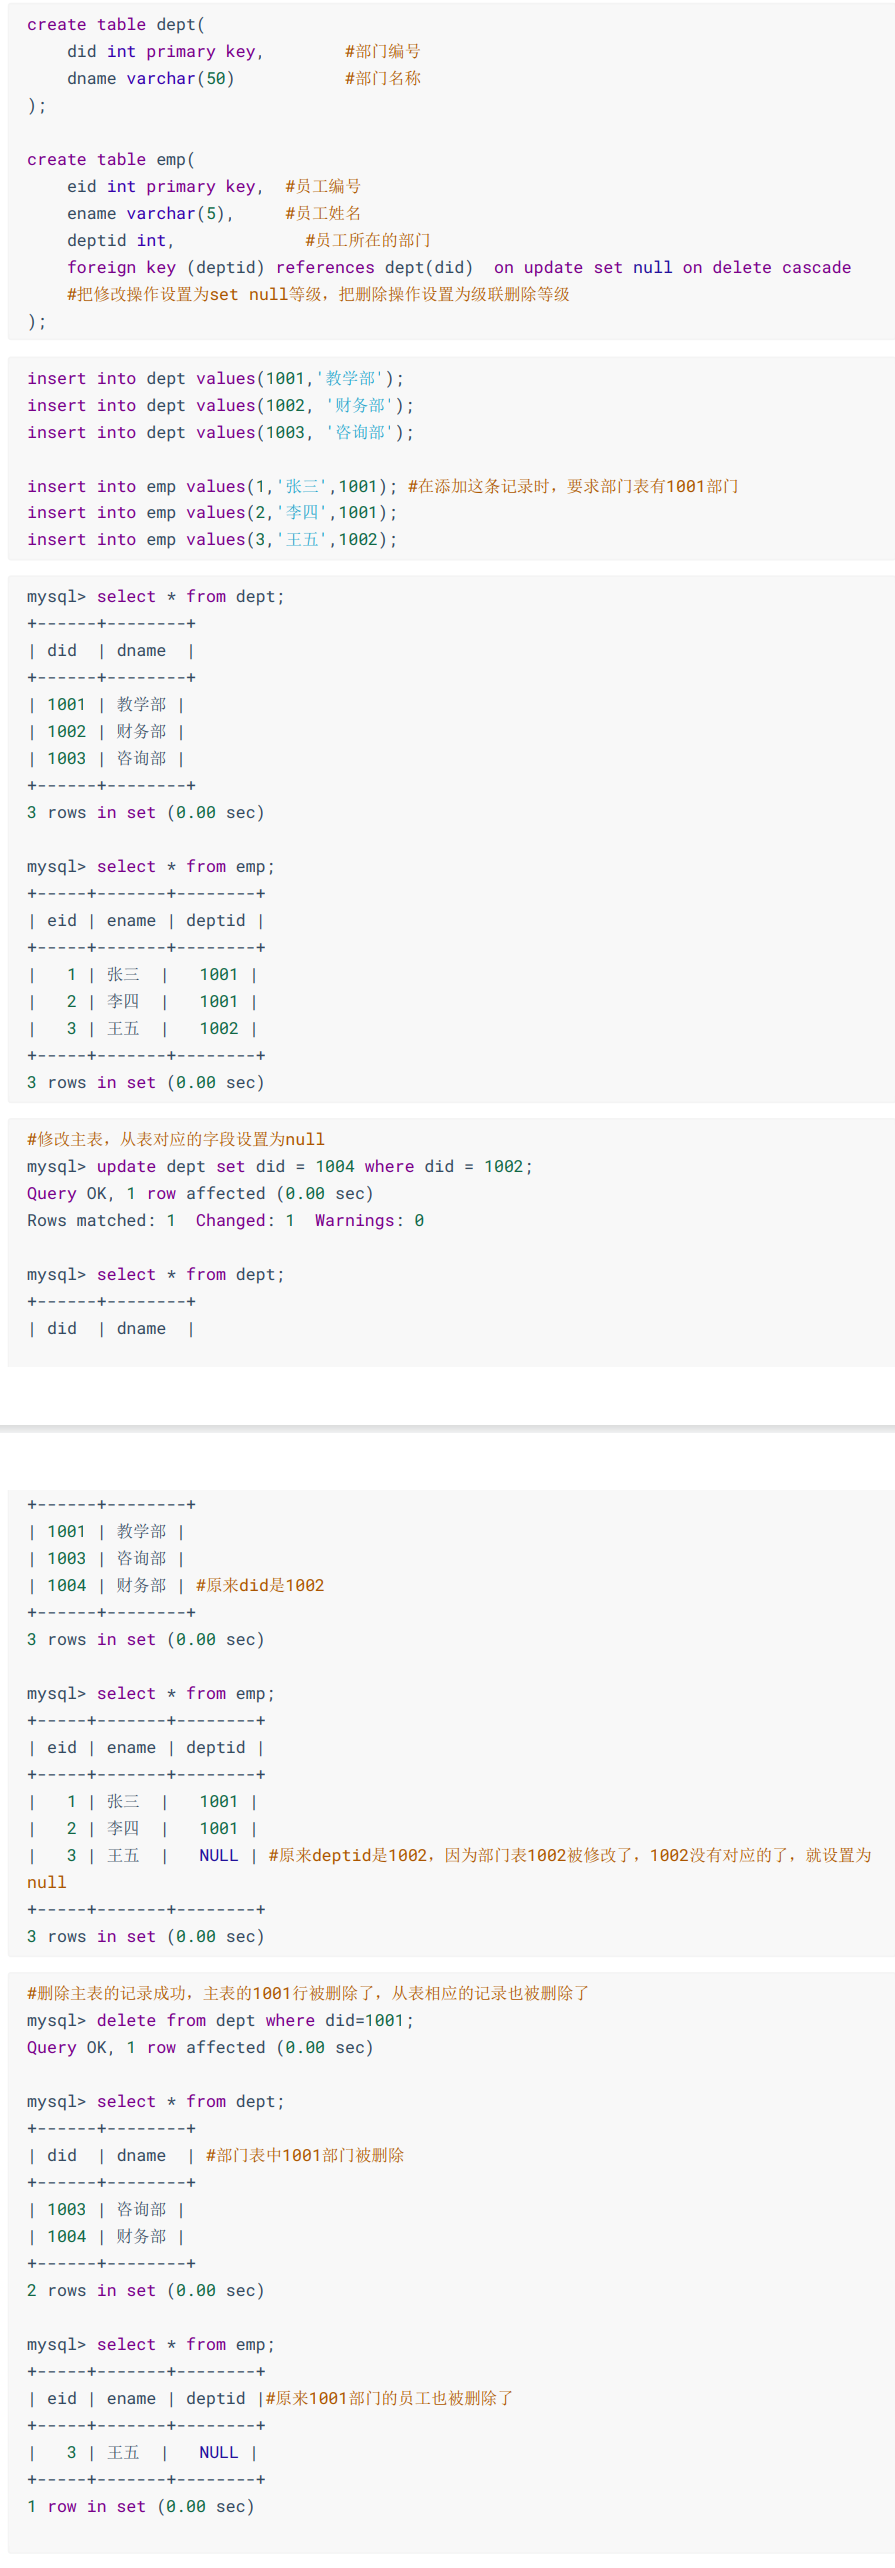 create table dept(
    did int primary key,        #部门编号
    dname varchar(50)           #部门名称
);

create table emp(
    eid int primary key,  #员工编号
    ename varchar(5),     #员工姓名
    deptid int,             #员工所在的部门
    foreign key (deptid) references dept(did)  on update set null on delete cascade
    #把修改操作设置为set null等级，把删除操作设置为级联删除等级
);
insert into dept values(1001,'教学部');
insert into dept values(1002, '财务部');
insert into dept values(1003, '咨询部');

insert into emp values(1,'张三',1001); #在添加这条记录时，要求部门表有1001部门
insert into emp values(2,'李四',1001);
insert into emp values(3,'王五',1002);
mysql> select * from dept;
+------+--------+
| did  | dname  |
+------+--------+
| 1001 | 教学部 |
| 1002 | 财务部 |
| 1003 | 咨询部 |
+------+--------+
3 rows in set (0.00 sec)

mysql> select * from emp;
+-----+-------+--------+
| eid | ename | deptid |
+-----+-------+--------+
|   1 | 张三  |   1001 |
|   2 | 李四  |   1001 |
|   3 | 王五  |   1002 |
+-----+-------+--------+
3 rows in set (0.00 sec)
#修改主表，从表对应的字段设置为null
mysql> update dept set did = 1004 where did = 1002;
Query OK, 1 row affected (0.00 sec)
Rows matched: 1  Changed: 1  Warnings: 0

mysql> select * from dept;
+------+--------+
| did  | dname  |
+------+--------+
| 1001 | 教学部 |
| 1003 | 咨询部 |
| 1004 | 财务部 | #原来did是1002
+------+--------+
3 rows in set (0.00 sec)

mysql> select * from emp;
+-----+-------+--------+
| eid | ename | deptid |
+-----+-------+--------+
|   1 | 张三  |   1001 |
|   2 | 李四  |   1001 |
|   3 | 王五  |   NULL | #原来deptid是1002，因为部门表1002被修改了，1002没有对应的了，就设置为
null
+-----+-------+--------+
3 rows in set (0.00 sec)
#删除主表的记录成功，主表的1001行被删除了，从表相应的记录也被删除了
mysql> delete from dept where did=1001;
Query OK, 1 row affected (0.00 sec)

mysql> select * from dept;
+------+--------+
| did  | dname  | #部门表中1001部门被删除
+------+--------+
| 1003 | 咨询部 |
| 1004 | 财务部 |
+------+--------+
2 rows in set (0.00 sec)

mysql> select * from emp;
+-----+-------+--------+
| eid | ename | deptid |#原来1001部门的员工也被删除了
+-----+-------+--------+
|   3 | 王五  |   NULL |
+-----+-------+--------+
1 row in set (0.00 sec)